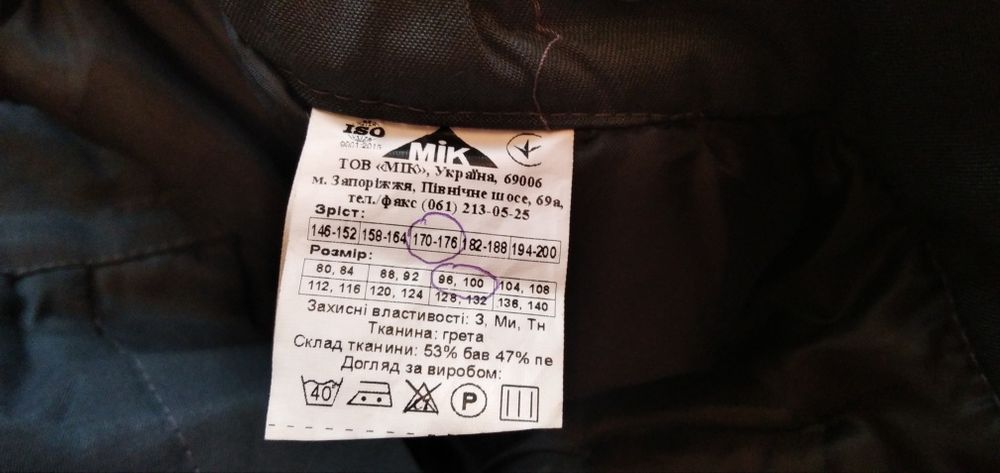 ISO
9001:2015
МІК
ТОВ «МІК», Україна, 69006
м. Запоріжжя, Північне шосе, 69а,
тел./факс (061) 213-05-25
Зріст:
146-152 158-164 170-176 182-188 194-200
Розмір:
80, 84 88, 92 96, 100 104, 108
112, 116 120, 124 128, 132 136, 140
Захисні властивості: З, Ми, Тн
Тканина: грета
Склад тканини: 53% бав 47% пе
Догляд за виробом:
40 P